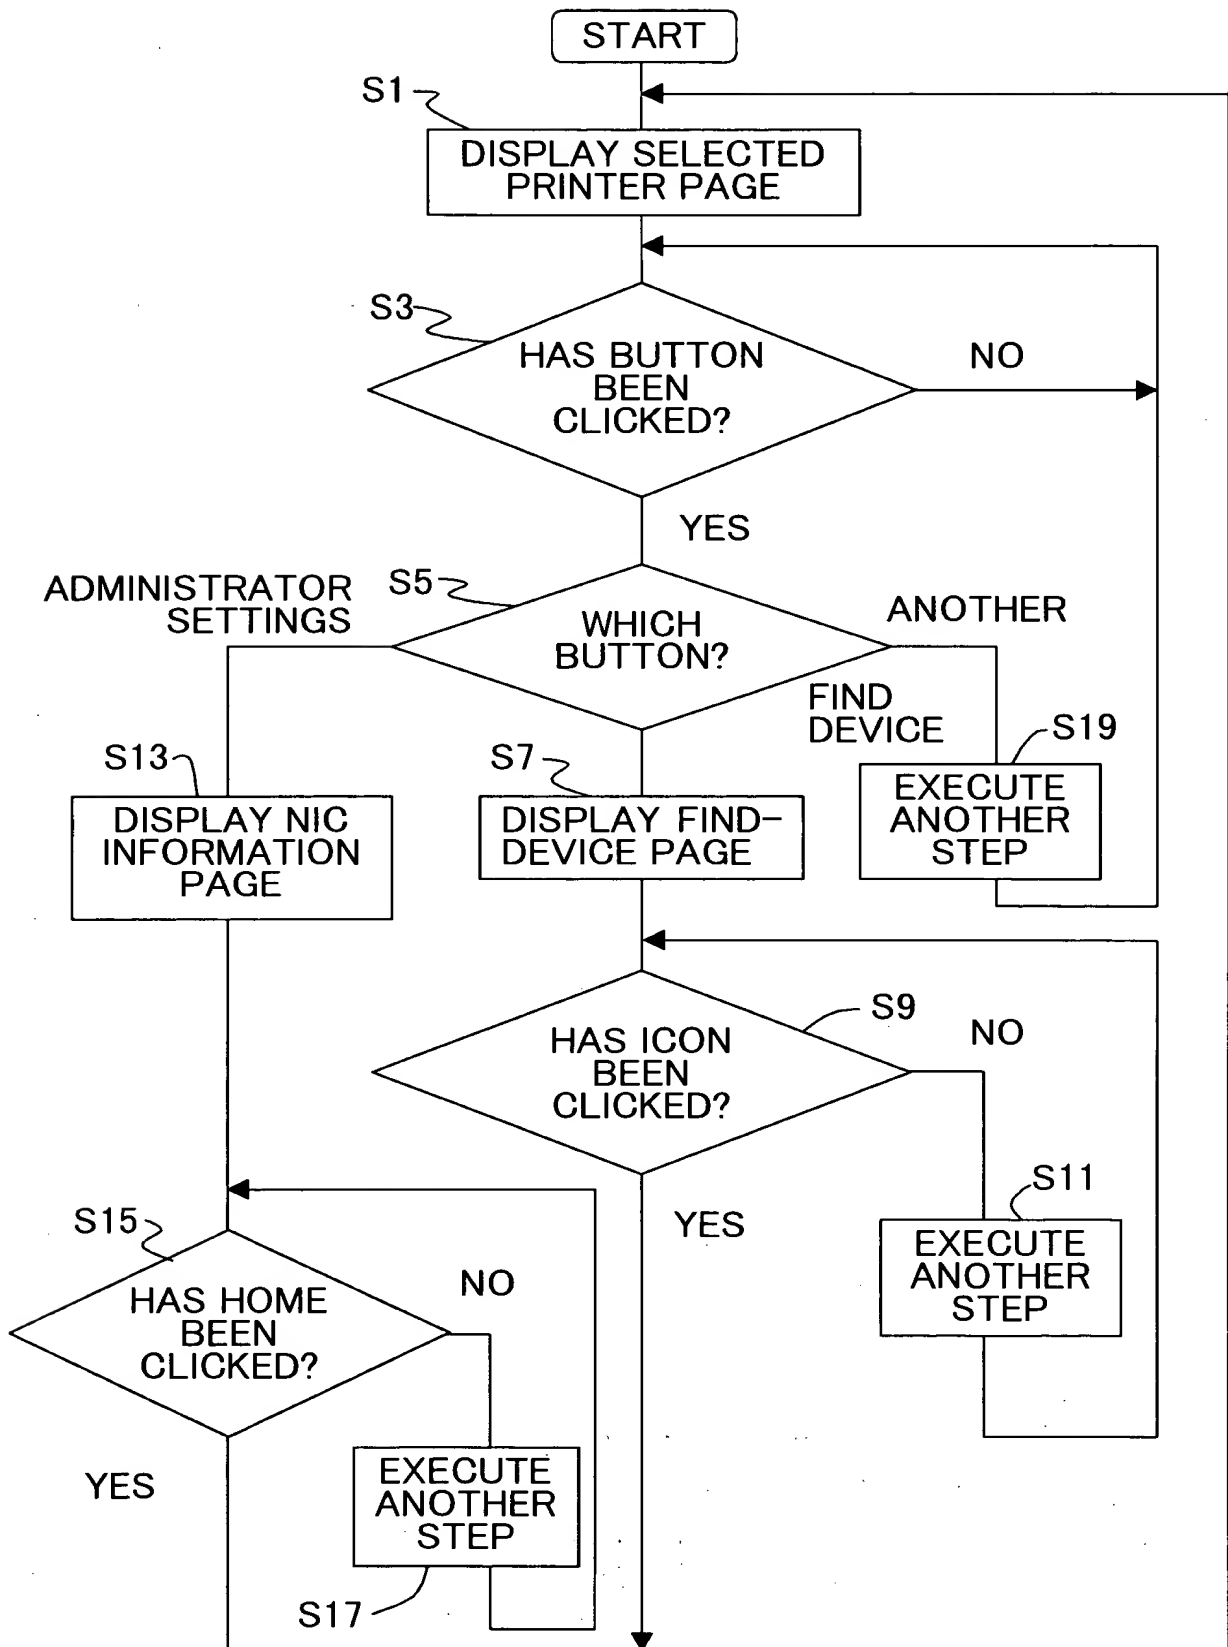 START
S1
DISPLAY SELECTED
PRINTER PAGE
S3
HAS BUTTON
BEEN
CLICKED?
NO
YES
ADMINISTRATOR
SETTINGS
S5
WHICH
BUTTON?
ANOTHER
FIND
DEVICE
S13
DISPLAY NIC
INFORMATION
PAGE
S7
DISPLAY FIND-
DEVICE PAGE
S19
EXECUTE
ANOTHER
STEP
S9
HAS ICON
BEEN
CLICKED?
NO
YES
S11
EXECUTE
ANOTHER
STEP
S15
HAS HOME
BEEN
CLICKED?
NO
YES
EXECUTE
ANOTHER
STEP
S17